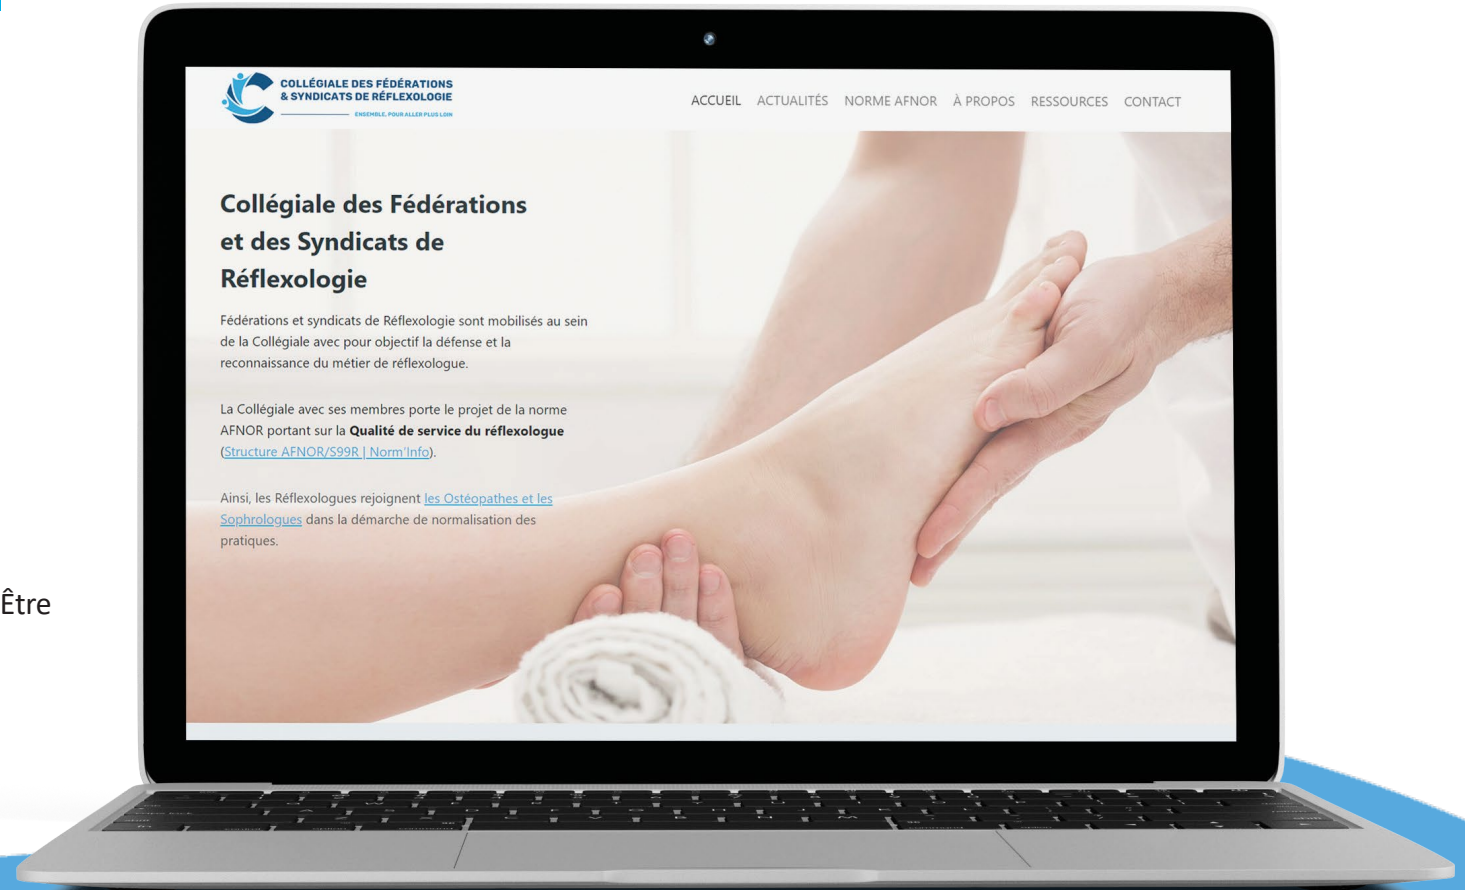 COLLÉGIALE DES FÉDÉRATIONS
& SYNDICATS DE RÉFLEXOLOGIE
ENSEMBLE, POUR ALLER PLUS LOIN
ACCUEIL ACTUALITÉS NORME AFNOR À PROPOS RESSOURCES CONTACT
Collégiale des Fédérations
et des Syndicats de
Réflexologie
Fédérations et syndicats de Réflexologie sont mobilisés au sein
de la Collégiale avec pour objectif la défense et la
reconnaissance du métier de réflexologue.
La Collégiale avec ses membres porte le projet de la norme
AFNOR portant sur la Qualité de service du réflexologue
(Structure AFNOR/S99R | Norm'Info).
Ainsi, les Réflexologues rejoignent les Ostéopathes et les
Sophrologues dans la démarche de normalisation des
pratiques.
Être